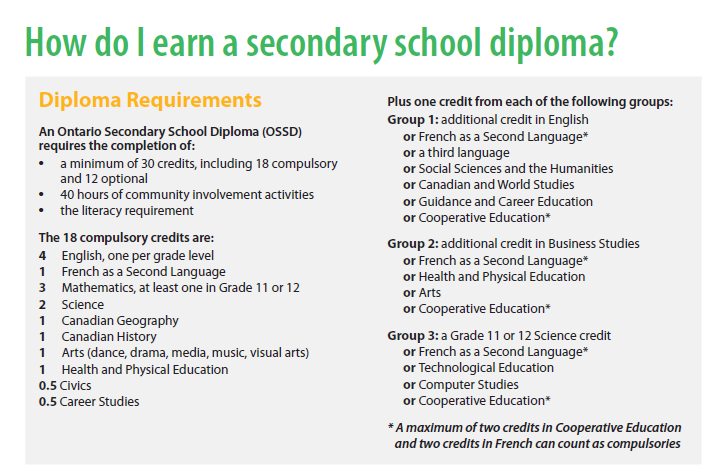 How do I earn a secondary school diploma?
Diploma Requirements
An Ontario Secondary School Diploma (OSSD)
requires the completion of:
• a minimum of 30 credits, including 18 compulsory
and 12 optional
• 40 hours of community involvement activities
• the literacy requirement
The 18 compulsory credits are:
4 English, one per grade level
1 French as a Second Language
3 Mathematics, at least one in Grade 11 or 12
2 Science
1 Canadian Geography
1 Canadian History
1 Arts (dance, drama, media, music, visual arts)
1 Health and Physical Education
0.5 Civics
0.5 Career Studies
Plus one credit from each of the following groups:
Group 1: additional credit in English
or French as a Second Language*
or a third language
or Social Sciences and the Humanities
or Canadian and World Studies
or Guidance and Career Education
or Cooperative Education*
Group 2: additional credit in Business Studies
or French as a Second Language*
or Health and Physical Education
or Arts
or Cooperative Education*
Group 3: a Grade 11 or 12 Science credit
or French as a Second Language*
or Technological Education
or Computer Studies
or Cooperative Education*
* A maximum of two credits in Cooperative Education
and two credits in French can count as compulsories